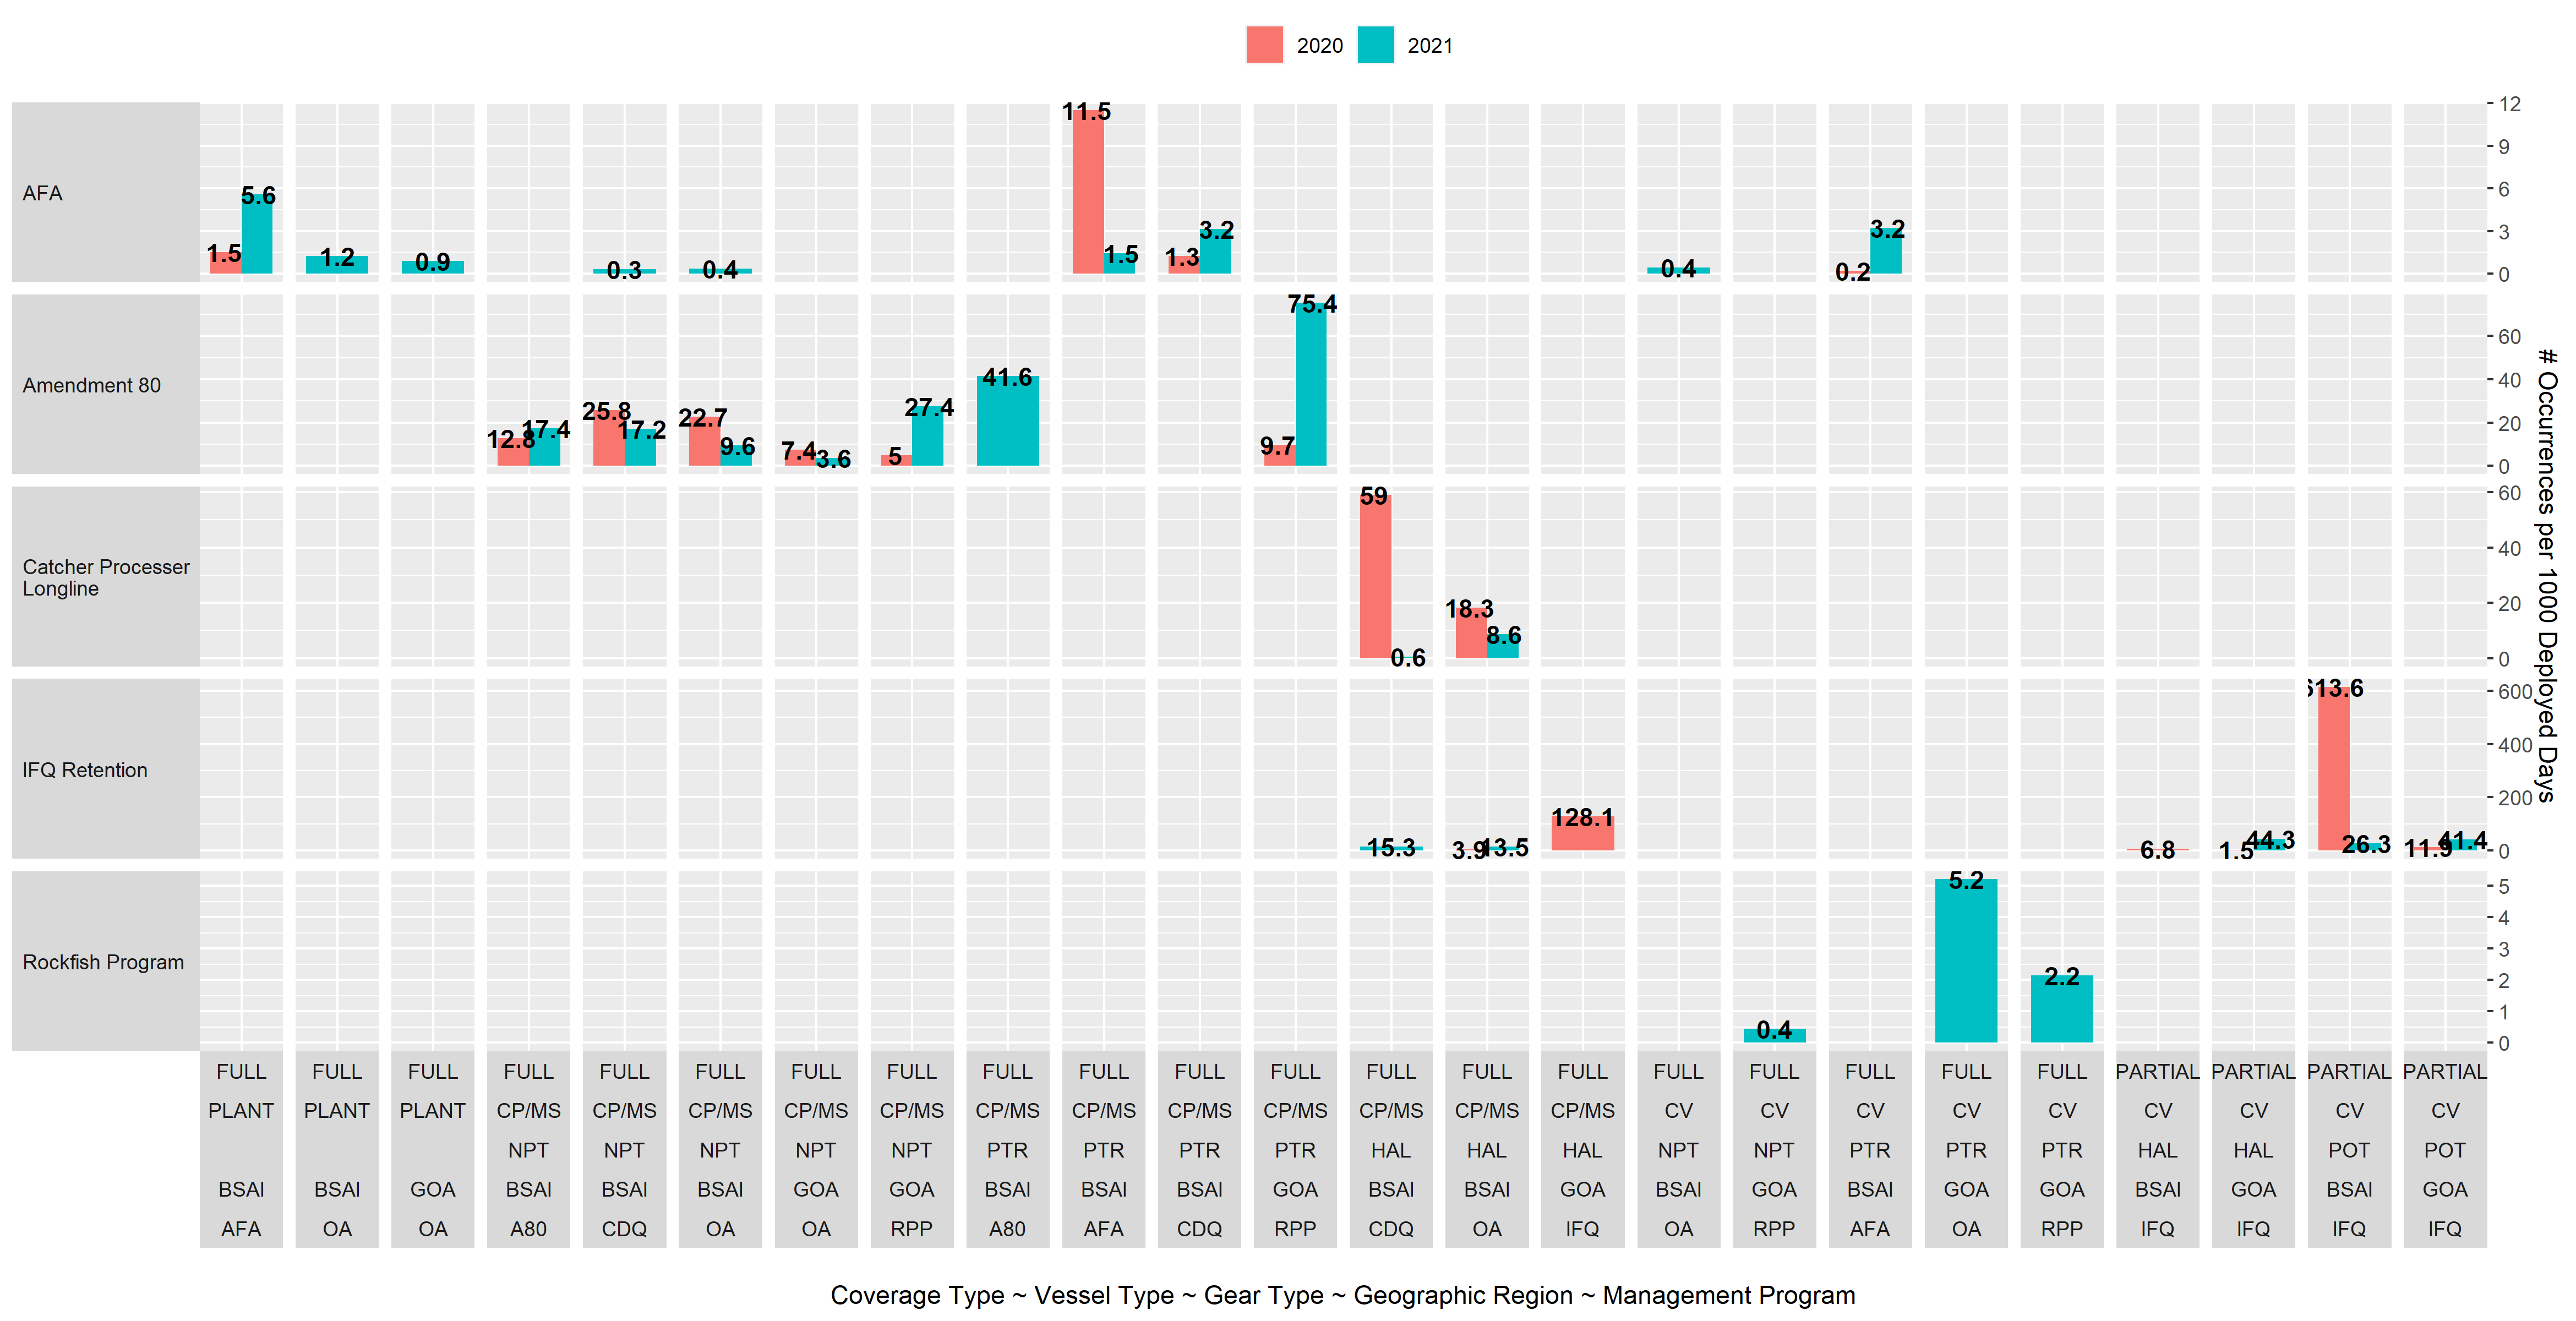 2020 2021
AFA
1.5 5.6 1.2 0.9 0.3 0.4 11.5 1.5 1.3 3.2 0.4 0.2 3.2
12
9
6
3
0
Amendment 80
12.8 17.4 25.8 17.2 22.7 9.6 7.4 3.6 5 27.4 41.6 9.7 75.4
60
40
20
0
Catcher Processer
Longline
59 0.6 18.3 8.6
60
40
20
0
IFQ Retention
15.3 3.9 13.5 128.1 6.8 1.5 44.3 613.6 26.3 11.9 41.4
600
400
200
0
Rockfish Program
0.4 5.2 2.2
5
4
3
2
1
0
# Occurrences per 1000 Deployed Days
FULL FULL FULL FULL FULL FULL FULL FULL FULL FULL FULL FULL FULL FULL FULL FULL FULL FULL FULL FULL PARTIAL PARTIAL PARTIAL PARTIAL
PLANT PLANT PLANT CP/MS CP/MS CP/MS CP/MS CP/MS CP/MS CP/MS CP/MS CP/MS CP/MS CP/MS CP/MS CV CV CV CV CV CV CV CV CV
NPT NPT NPT NPT NPT PTR PTR PTR PTR HAL HAL HAL NPT NPT PTR PTR PTR HAL HAL POT POT
BSAI BSAI GOA BSAI BSAI BSAI GOA GOA BSAI BSAI BSAI GOA BSAI BSAI GOA BSAI GOA BSAI GOA GOA BSAI GOA BSAI GOA
AFA OA OA A80 CDQ OA OA RPP A80 AFA CDQ RPP CDQ OA IFQ OA RPP AFA OA RPP IFQ IFQ IFQ IFQ
Coverage Type ~ Vessel Type ~ Gear Type ~ Geographic Region ~ Management Program